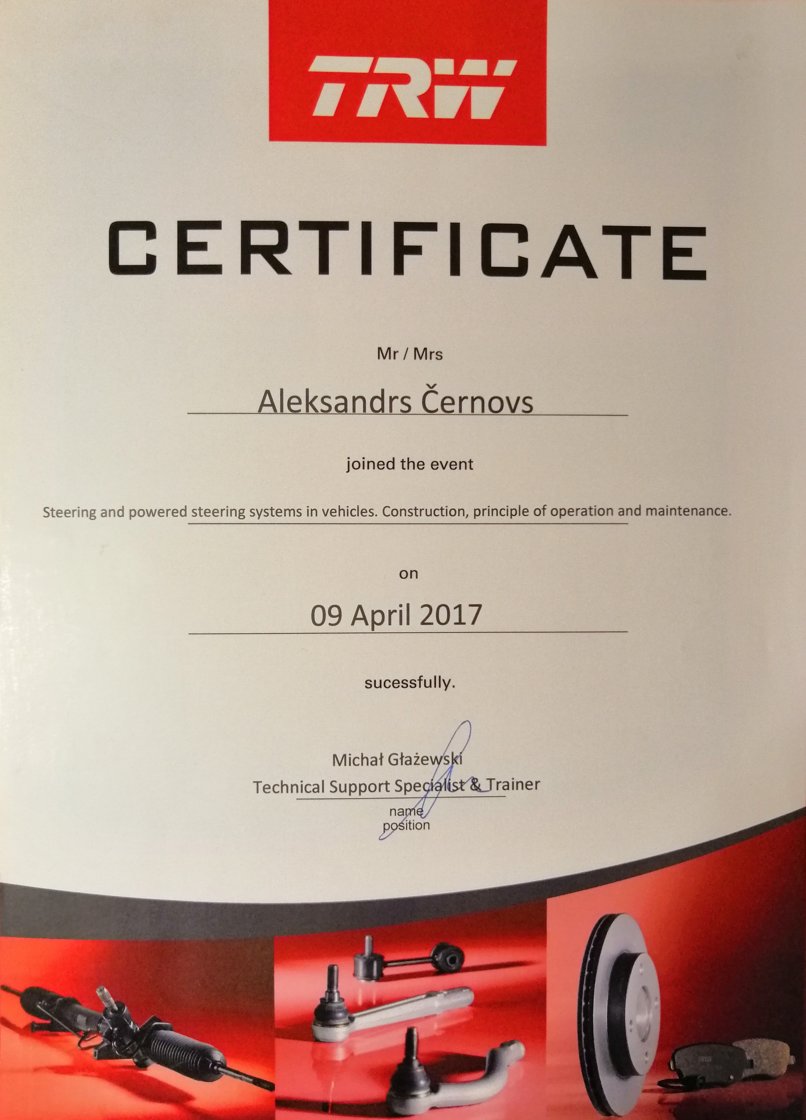 TRW
CERTIFICATE
Mr / Mrs
Aleksandrs Černovs
joined the event
Steering and powered steering systems in vehicles. Construction, principle of operation and maintenance.
on
09 April 2017
sucessfully.
Michał Głażewski
Technical Support Specialist & Trainer
name
position